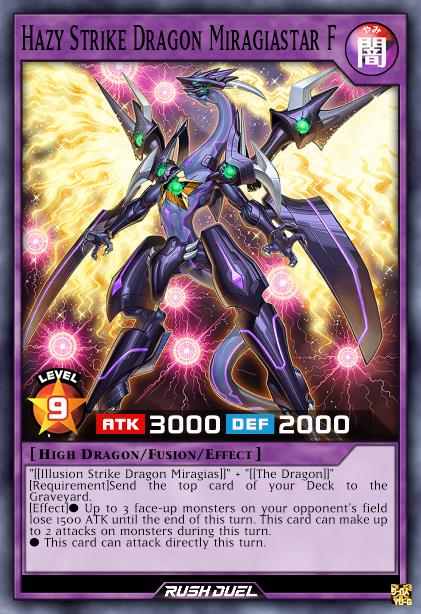 Hazy Strike Dragon Miragiastar F
やみ
闇
LEVEL
9
ATK 3000 DEF 2000
[High Dragon/Fusion/Effect]
"[[Illusion Strike Dragon Miragias]]" + "[[The Dragon]]"
[Requirement]Send the top card of your Deck to the
Graveyard.
[Effect]● Up to 3 face-up monsters on your opponent's field
lose 1500 ATK until the end of this turn. This card can make up
to 2 attacks on monsters during this turn.
● This card can attack directly this turn.
RUSH DUEL